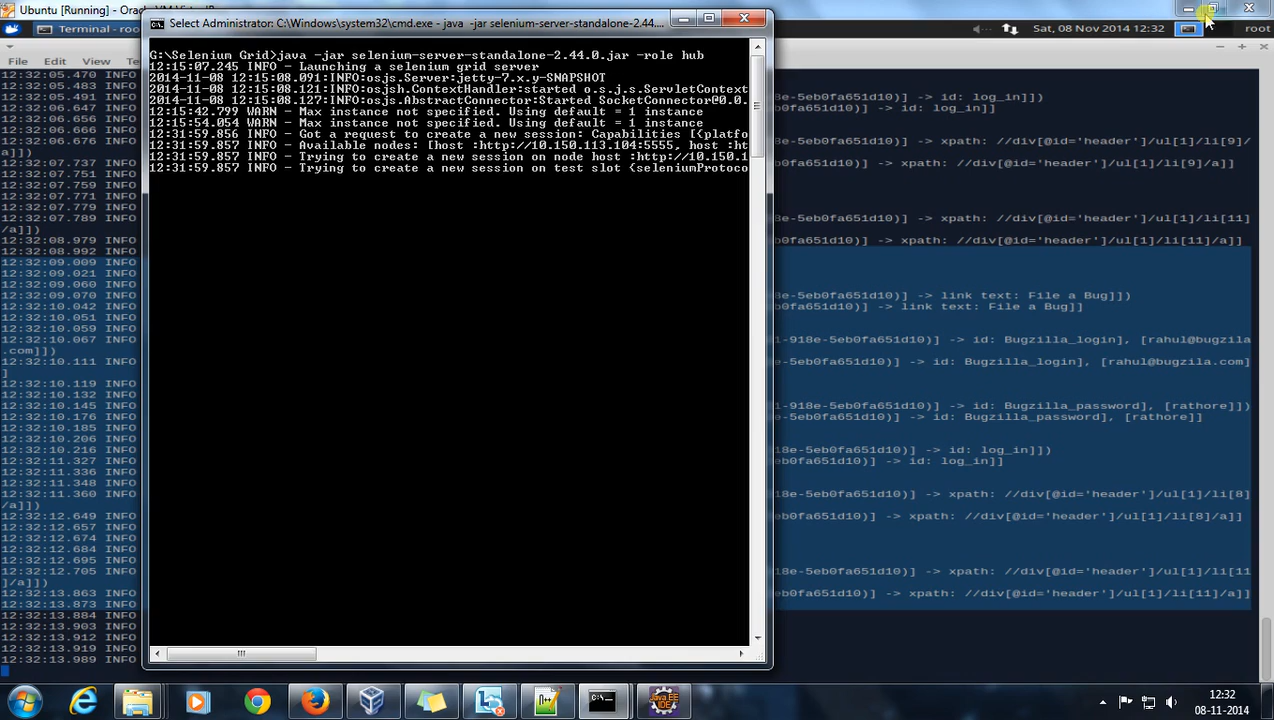 Ubuntu [Running] - Orac
Select Administrator: C:\Windows\system32\cmd.exe - java -jar selenium-server-standalone-2.44....
Terminal - roo
Sat, 08 Nov 2014 12:32
root
File Edit View Te
G:\Selenium Grid>java -jar selenium-server-standalone-2.44.0.jar -role hub
12:15:07.245 INFO - Launching a selenium grid server
2014-11-08 12:15:08.091:INFO:osjs.Server:jetty-7.x.y-SNAPSHOT
2014-11-08 12:15:08.121:INFO:osjsh.ContextHandler:started o.s.j.s.ServletContext
2014-11-08 12:15:08.127:INFO:osjs.AbstractConnector:Started SocketConnector@0.0.
12:15:42.799 WARN - Max instance not specified. Using default = 1 instance
12:15:54.054 WARN - Max instance not specified. Using default = 1 instance
12:31:59.856 INFO - Got a request to create a new session: Capabilities [{platfo
12:31:59.857 INFO - Available nodes: [host :http://10.150.113.104:5555, host :ht
12:31:59.857 INFO - Trying to create a new session on node host :http://10.150.1
12:31:59.857 INFO - Trying to create a new session on test slot {seleniumProtoco
12:32:05.470 INFO
12:32:05.483 INFO
12:32:05.491 INFO e-5eb0fa651d10)] -> id: log_in]])
12:32:06.647 INFO -5eb0fa651d10)] -> id: log_in]]
12:32:06.656 INFO
12:32:06.676 INFO 8e-5eb0fa651d10)] -> xpath: //div[@id='header']/ul[1]/li[9]/
a]])
12:32:07.737 INFO e-5eb0fa651d10)] -> xpath: //div[@id='header']/ul[1]/li[9]/a]]
12:32:07.751 INFO
12:32:07.759 INFO
12:32:07.771 INFO
12:32:07.779 INFO
12:32:07.789 INFO 8e-5eb0fa651d10)] -> xpath: //div[@id='header']/ul[1]/li[11]
/a]])
12:32:08.979 INFO e-5eb0fa651d10)] -> xpath: //div[@id='header']/ul[1]/li[11]/a]]
12:32:08.992 INFO
12:32:09.009 INFO
12:32:09.021 INFO
12:32:09.060 INFO
12:32:09.070 INFO 8e-5eb0fa651d10)] -> link text: File a Bug]])
12:32:10.042 INFO e-5eb0fa651d10)] -> link text: File a Bug]]
12:32:10.051 INFO
12:32:10.059 INFO
12:32:10.067 INFO 1-918e-5eb0fa651d10)] -> id: Bugzilla_login], [rahul@bugzila
.com]])
12:32:10.111 INFO 918e-5eb0fa651d10)] -> id: Bugzilla_login], [rahul@bugzila.com]
]
12:32:10.119 INFO
12:32:10.132 INFO
12:32:10.145 INFO 1-918e-5eb0fa651d10)] -> id: Bugzilla_password], [rathore]])
12:32:10.176 INFO 918e-5eb0fa651d10)] -> id: Bugzilla_password], [rathore]]
12:32:10.185 INFO
12:32:10.206 INFO
12:32:10.216 INFO 8e-5eb0fa651d10)] -> id: log_in]])
12:32:11.327 INFO e-5eb0fa651d10)] -> id: log_in]]
12:32:11.336 INFO
12:32:11.348 INFO
12:32:11.360 INFO 8e-5eb0fa651d10)] -> xpath: //div[@id='header']/ul[1]/li[8]
/a]])
12:32:12.649 INFO e-5eb0fa651d10)] -> xpath: //div[@id='header']/ul[1]/li[8]/a]]
12:32:12.657 INFO
12:32:12.674 INFO
12:32:12.684 INFO
12:32:12.695 INFO
12:32:12.705 INFO 18e-5eb0fa651d10)] -> xpath: //div[@id='header']/ul[1]/li[11
]/a]])
12:32:13.863 INFO 8e-5eb0fa651d10)] -> xpath: //div[@id='header']/ul[1]/li[11]/a]]
12:32:13.873 INFO
12:32:13.884 INFO
12:32:13.903 INFO
12:32:13.912 INFO
12:32:13.919 INFO
12:32:13.989 INFO
12:32
08-11-2014
Java EE
IDE